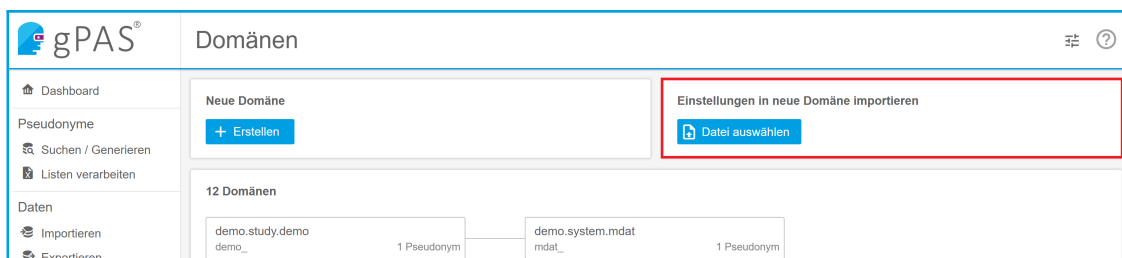 gPAS®
Domänen
Dashboard
Pseudonyme
Suchen / Generieren
Listen verarbeiten
Daten
Importieren
Exportieren
Neue Domäne
+ Erstellen
Einstellungen in neue Domäne importieren
Datei auswählen
12 Domänen
demo.study.demo
demo_ 1 Pseudonym
demo.system.mdat
mdat_ 1 Pseudonym